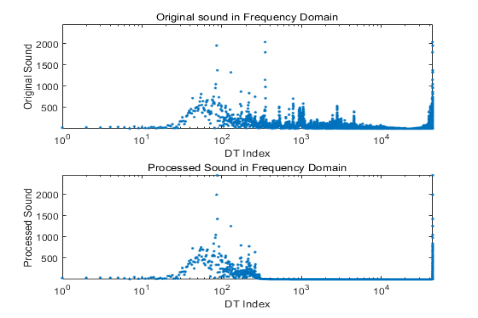 Original sound in Frequency Domain
Original Sound
2000
1500
1000
500
10^0 10^1 10^2 10^3 10^4
DT Index
Processed Sound in Frequency Domain
Processed Sound
2000
1500
1000
500
10^0 10^1 10^2 10^3 10^4
DT Index